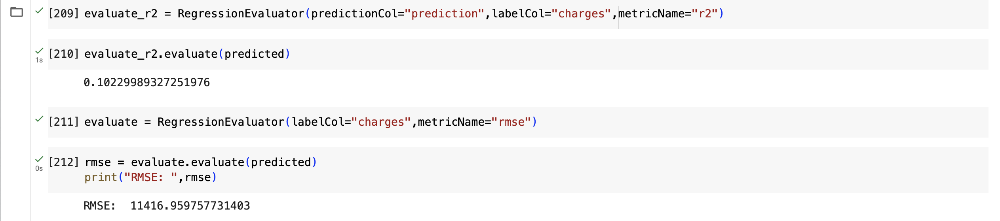 [209] evaluate_r2 = RegressionEvaluator(predictionCol="prediction",labelCol="charges",metricName="r2")
[210] evaluate_r2.evaluate(predicted)
1s
0.10229989327251976
[211] evaluate = RegressionEvaluator(labelCol="charges",metricName="rmse")
[212] rmse = evaluate.evaluate(predicted)
0s
print("RMSE: ",rmse)
RMSE:  11416.959757731403